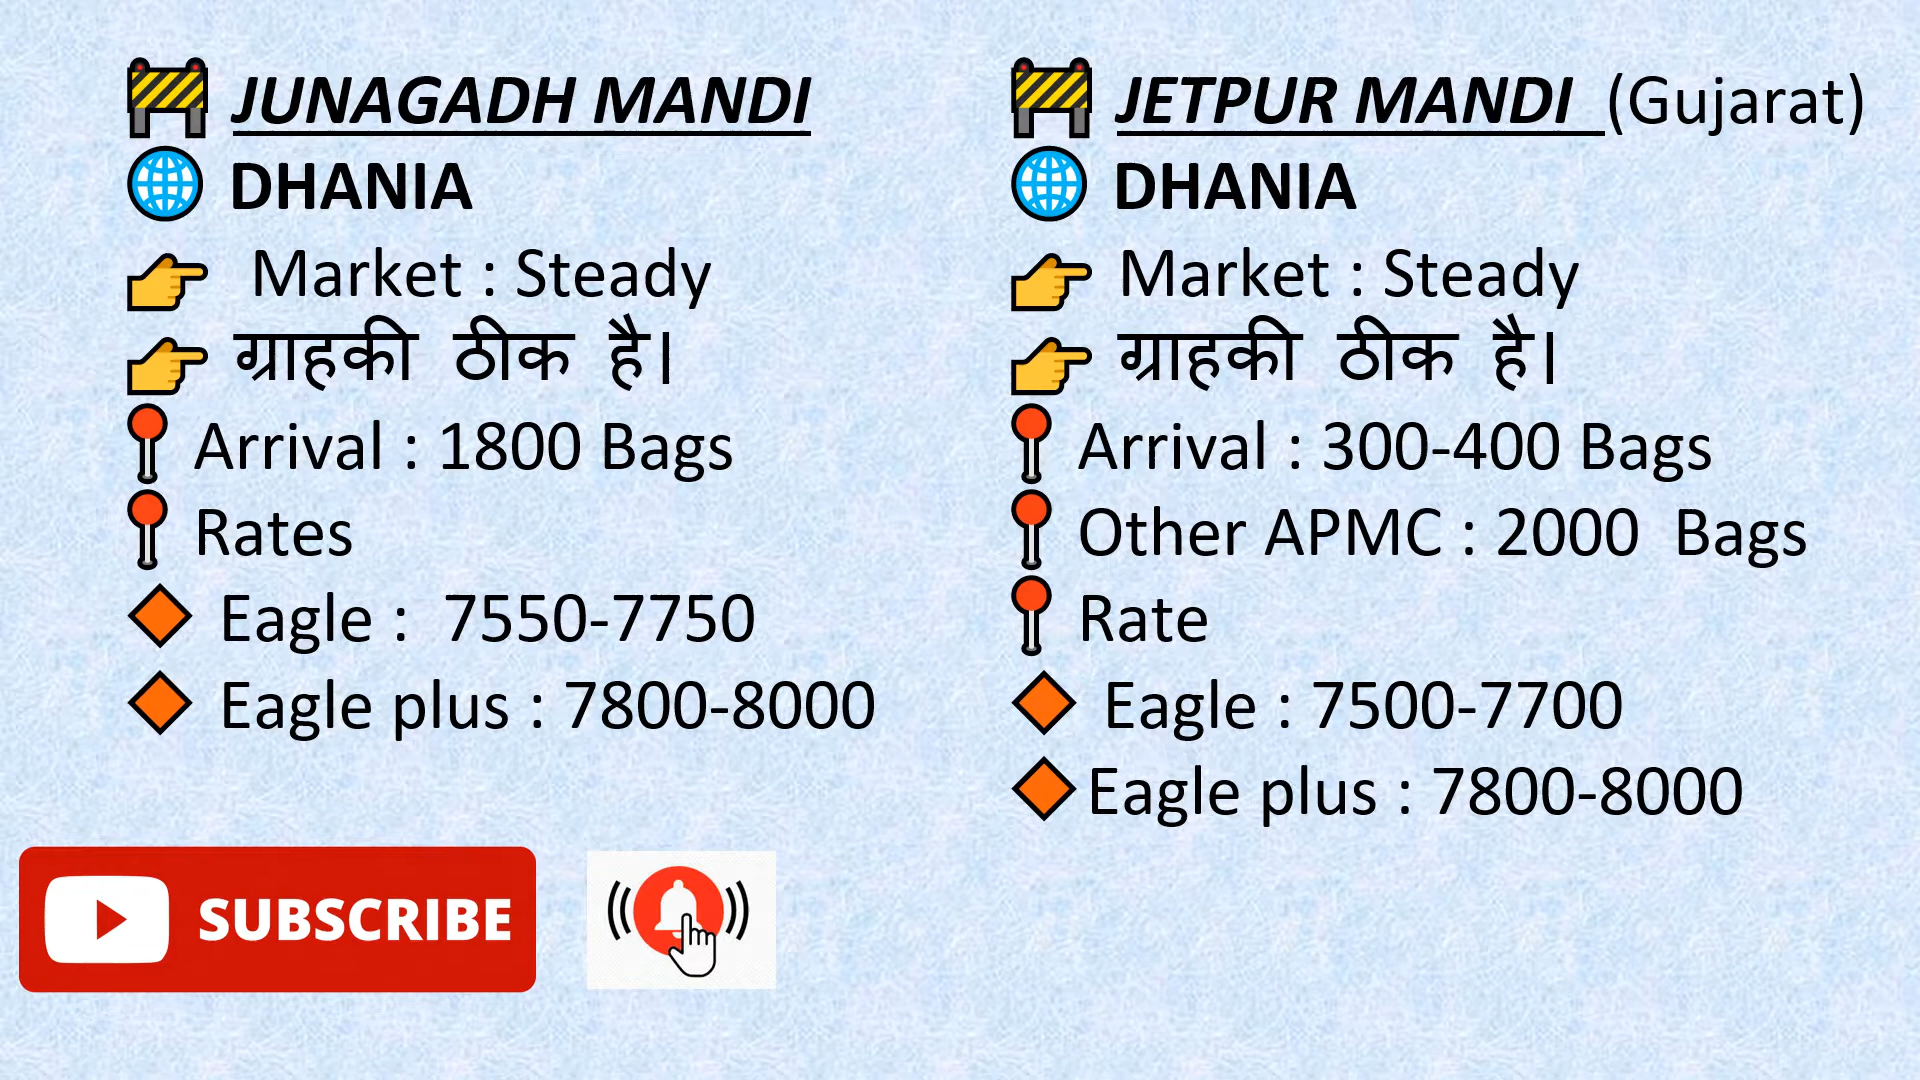 JUNAGADH MANDI
DHANIA
Market : Steady
ग्राहकी ठीक है।
Arrival : 1800 Bags
Rates
Eagle : 7550-7750
Eagle plus : 7800-8000
JETPUR MANDI (Gujarat)
DHANIA
Market : Steady
ग्राहकी ठीक है।
Arrival : 300-400 Bags
Other APMC : 2000 Bags
Rate
Eagle : 7500-7700
Eagle plus : 7800-8000
SUBSCRIBE